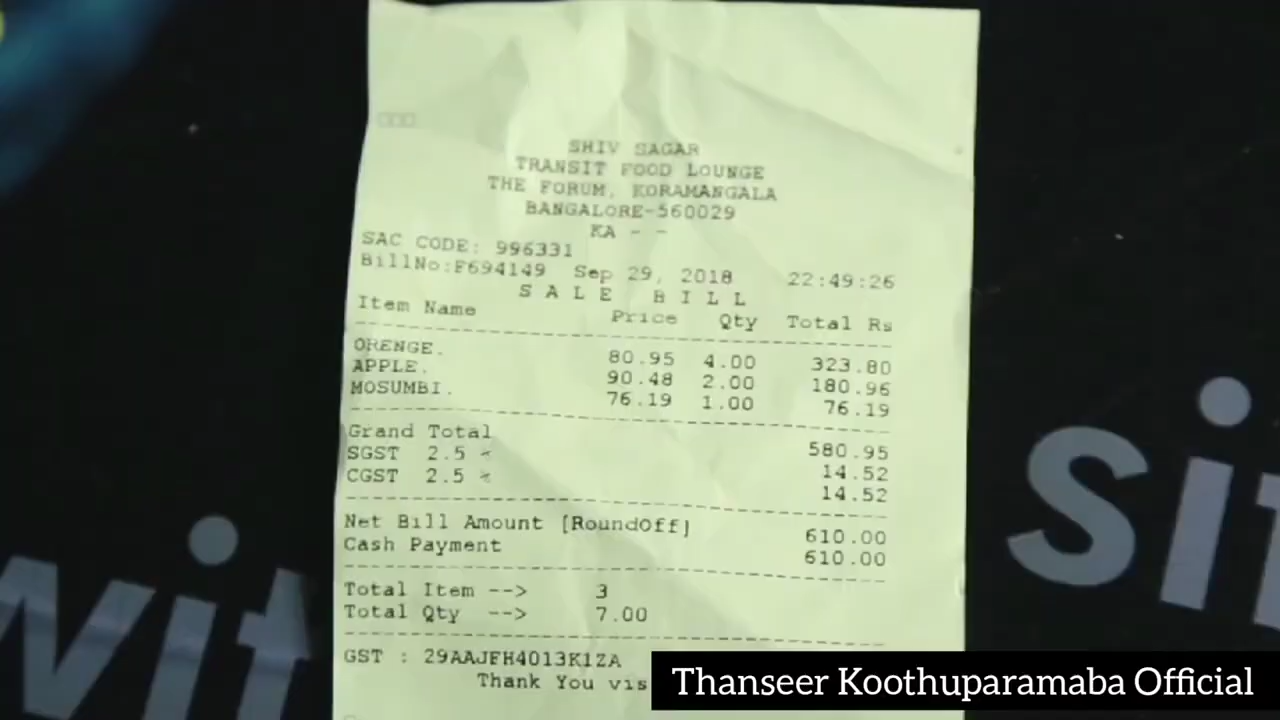 SHIV SAGAR
TRANSIT FOOD LOUNGE
THE FORUM, KORAMANGALA
BANGALORE-560029
KA - -
SAC CODE: 996331
BillNo:F694149 Sep 29, 2018 22:49:26
SALE BILL
Item Name Price Qty Total Rs
ORENGE. 80.95 4.00 323.80
APPLE. 90.48 2.00 180.96
MOSUMBI. 76.19 1.00 76.19
Grand Total 580.95
SGST 2.5 % 14.52
CGST 2.5 % 14.52
Net Bill Amount [RoundOff] 610.00
Cash Payment 610.00
Total Item --> 3
Total Qty --> 7.00
GST : 29AAJFH4013K1ZA
Thank You vis
Thanseer Koothuparamaba Official
wit
Sit